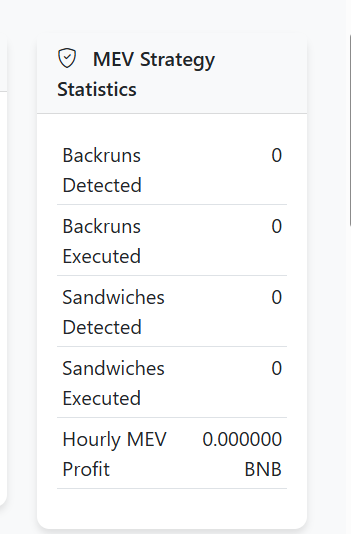 MEV Strategy
Statistics
Backruns 0
Detected
Backruns 0
Executed
Sandwiches 0
Detected
Sandwiches 0
Executed
Hourly MEV 0.000000
Profit BNB